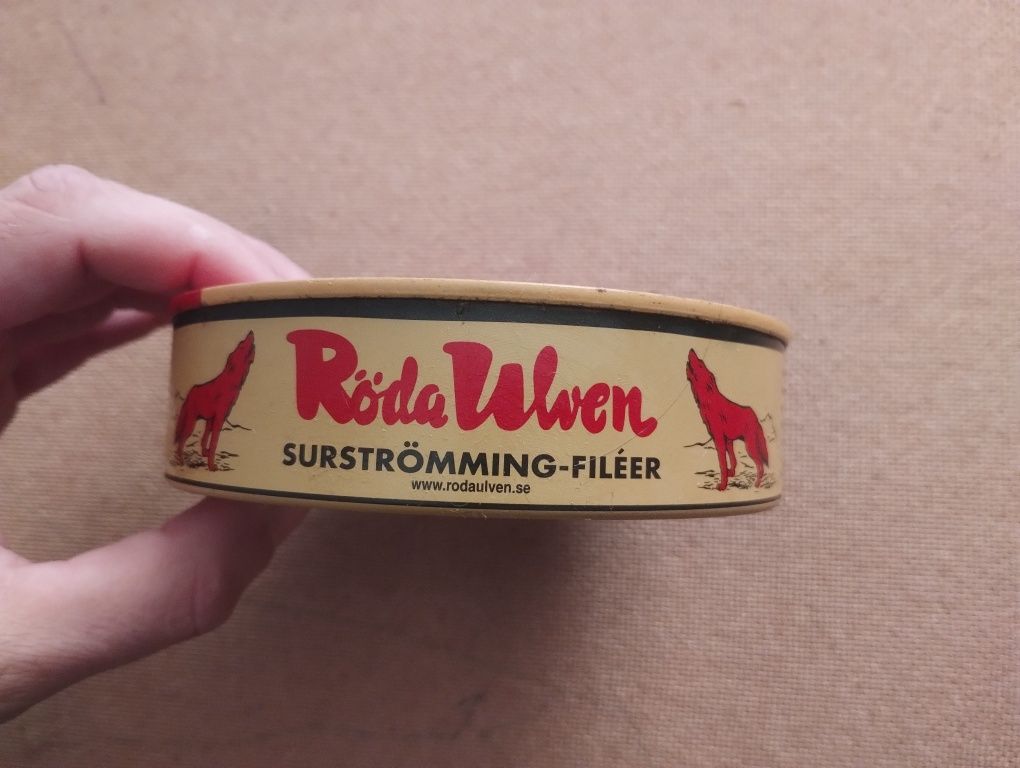 Röda Ulven
SURSTRÖMMING-FILÉER
www.rodaulven.se